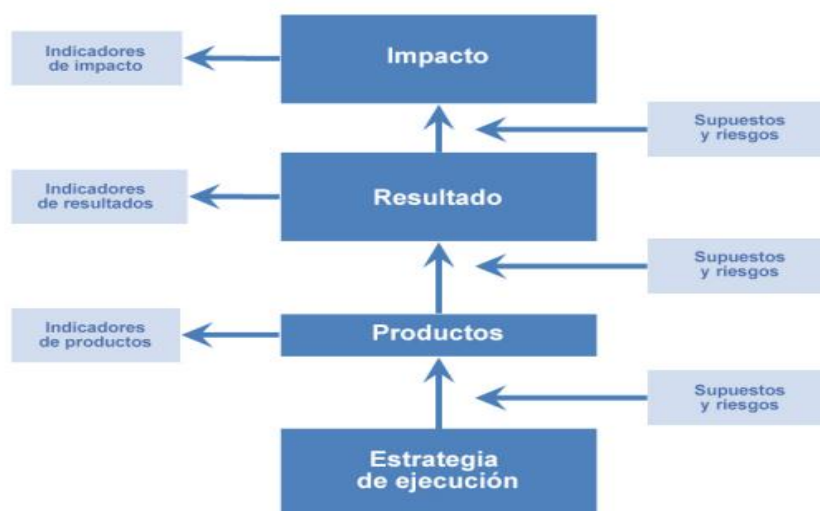 Indicadores
de impacto
Impacto
Supuestos
y riesgos
Indicadores
de resultados
Resultado
Supuestos
y riesgos
Indicadores
de productos
Productos
Supuestos
y riesgos
Estrategia
de ejecución